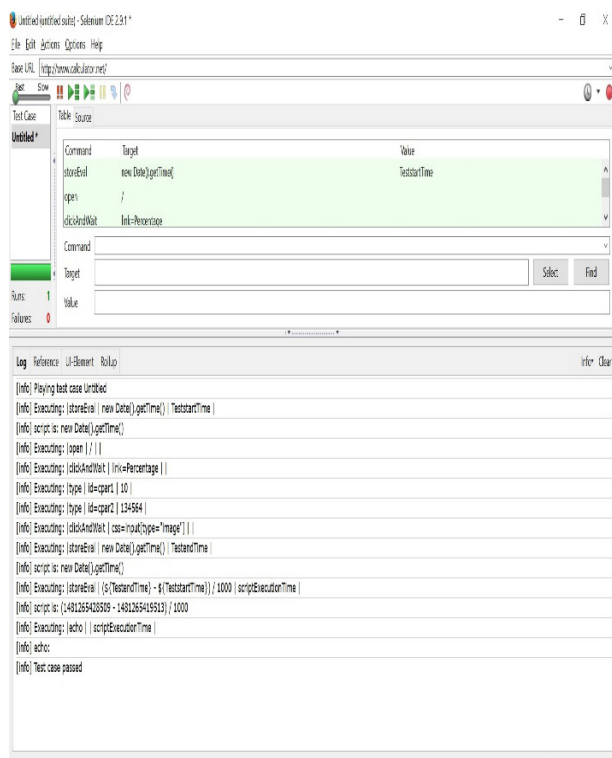 Untitled (untitled suite) - Selenium IDE 2.9.1 *
File Edit Actions Options Help
Base URL http://www.calculator.net/
Fast Slow
Test Case
Untitled *
Table Source
Command Target Value
storeEval new Date().getTime() TeststartTime
open /
clickAndWait link=Percentage
Command
Target Select Find
Value
Runs: 1
Failures: 0
Log Reference UI-Element Rollup Info Clear
[info] Playing test case Untitled
[info] Executing: |storeEval | new Date().getTime() | TeststartTime |
[info] script is: new Date().getTime()
[info] Executing: |open | / | |
[info] Executing: |clickAndWait | link=Percentage | |
[info] Executing: |type | id=cpar1 | 10 |
[info] Executing: |type | id=cpar2 | 134564 |
[info] Executing: |clickAndWait | css=input[type="image"] | |
[info] Executing: |storeEval | new Date().getTime() | TestendTime |
[info] script is: new Date().getTime()
[info] Executing: |storeEval | (${TestendTime} - ${TeststartTime}) / 1000 | scriptExecutionTime |
[info] script is: (1481265428509 - 1481265419513) / 1000
[info] Executing: |echo | | scriptExecutionTime |
[info] echo:
[info] Test case passed